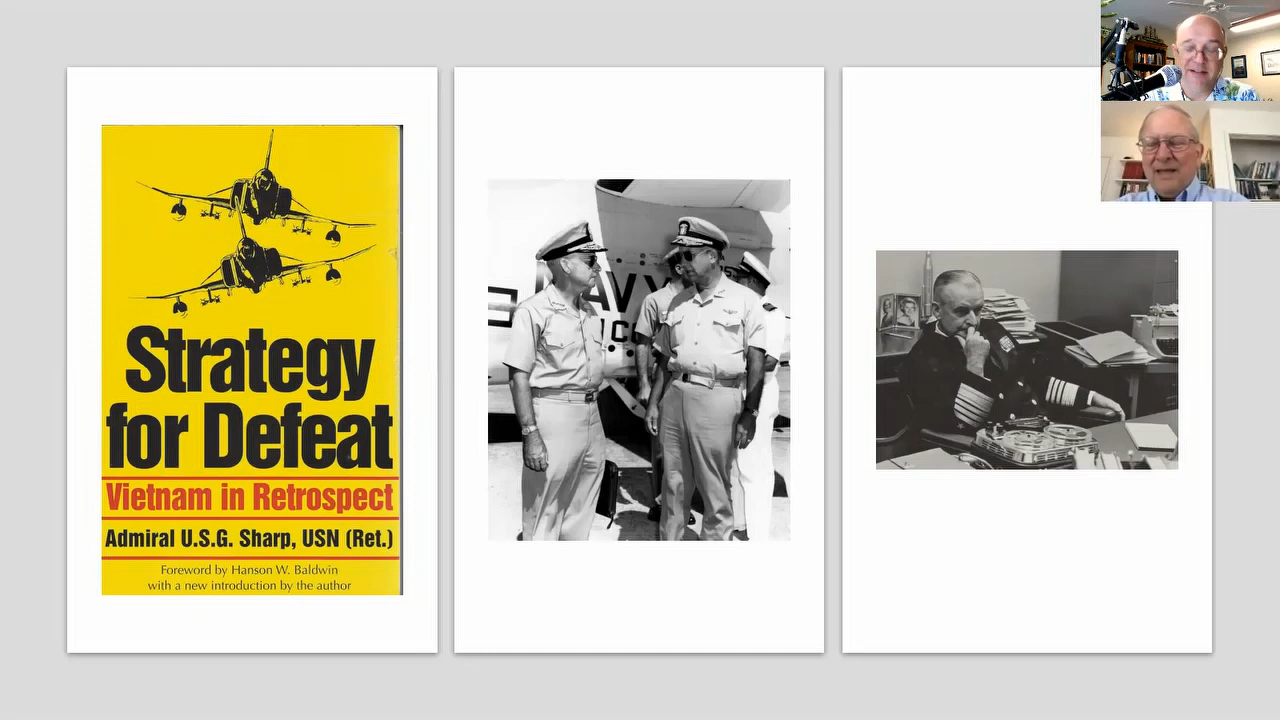 Strategy
for Defeat
Vietnam in Retrospect
Admiral U.S.G. Sharp, USN (Ret.)
Foreword by Hanson W. Baldwin
with a new introduction by the author
NAVY